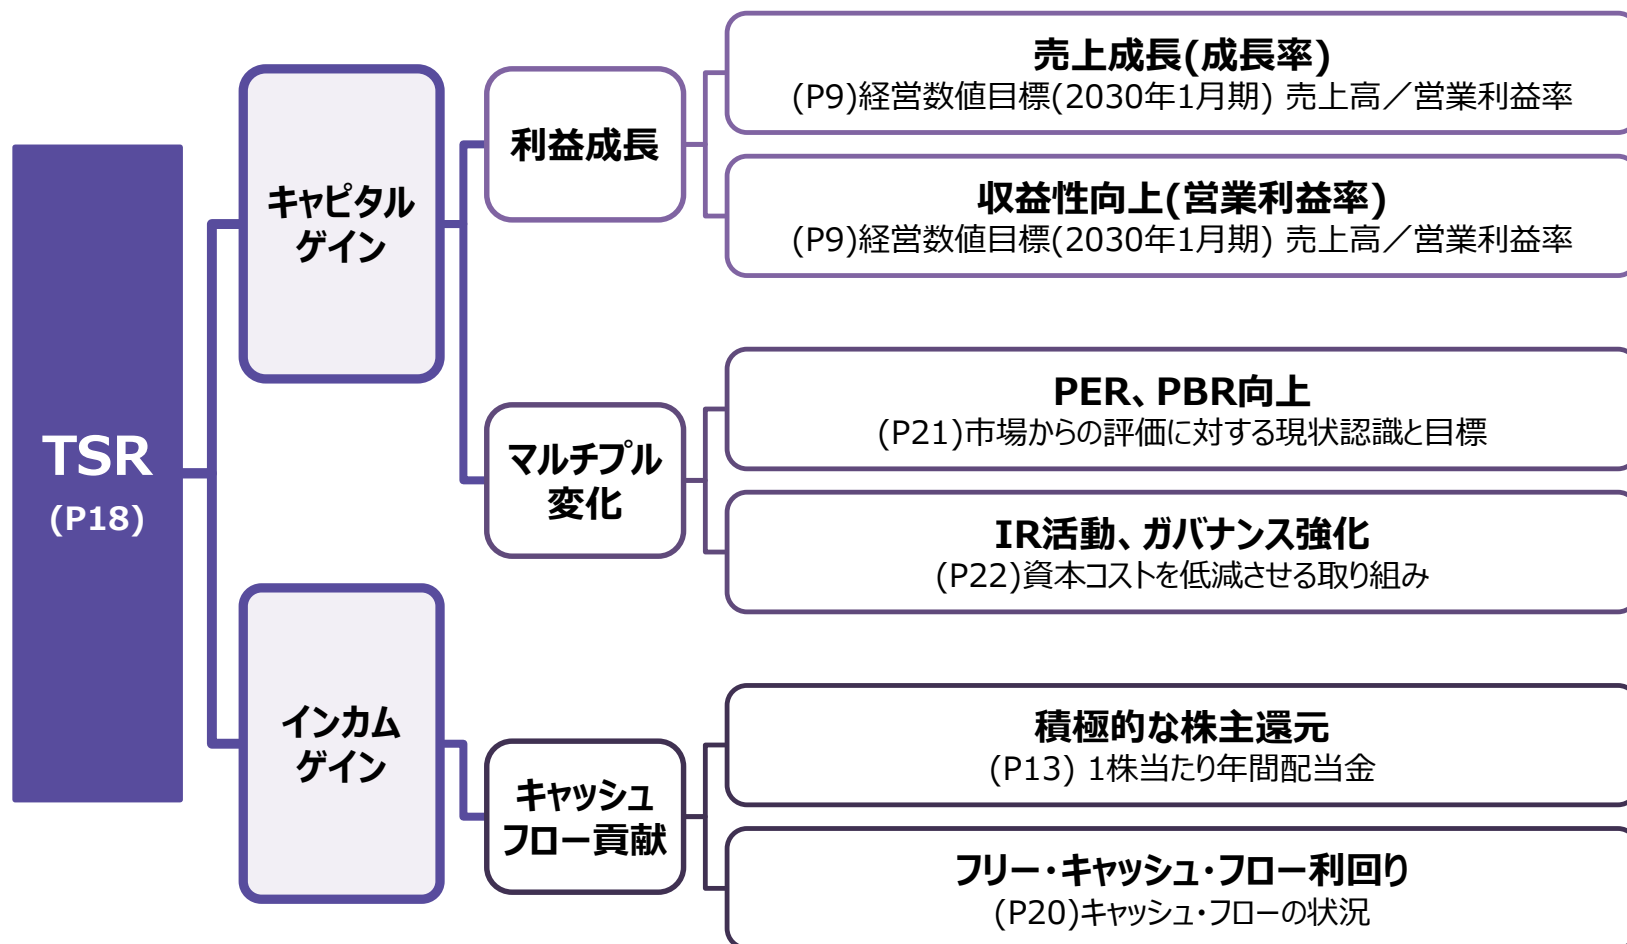 TSR
(P18)
キャピタル
ゲイン
利益成長
売上成長(成長率)
(P9)経営数値目標(2030年1月期) 売上高／営業利益率
収益性向上(営業利益率)
(P9)経営数値目標(2030年1月期) 売上高／営業利益率
マルチプル
変化
PER、PBR向上
(P21)市場からの評価に対する現状認識と目標
IR活動、ガバナンス強化
(P22)資本コストを低減させる取り組み
インカム
ゲイン
キャッシュ
フロー貢献
積極的な株主還元
(P13) 1株当たり年間配当金
フリー・キャッシュ・フロー利回り
(P20)キャッシュ・フローの状況